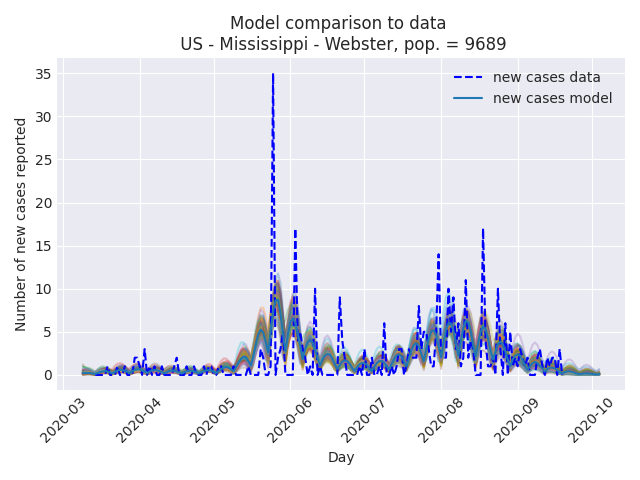 Model comparison to data
US - Mississippi - Webster, pop. = 9689
new cases data
new cases model
Number of new cases reported
35
30
25
20
15
10
5
0
2020-03
2020-04
2020-05
2020-06
2020-07
2020-08
2020-09
2020-10
Day